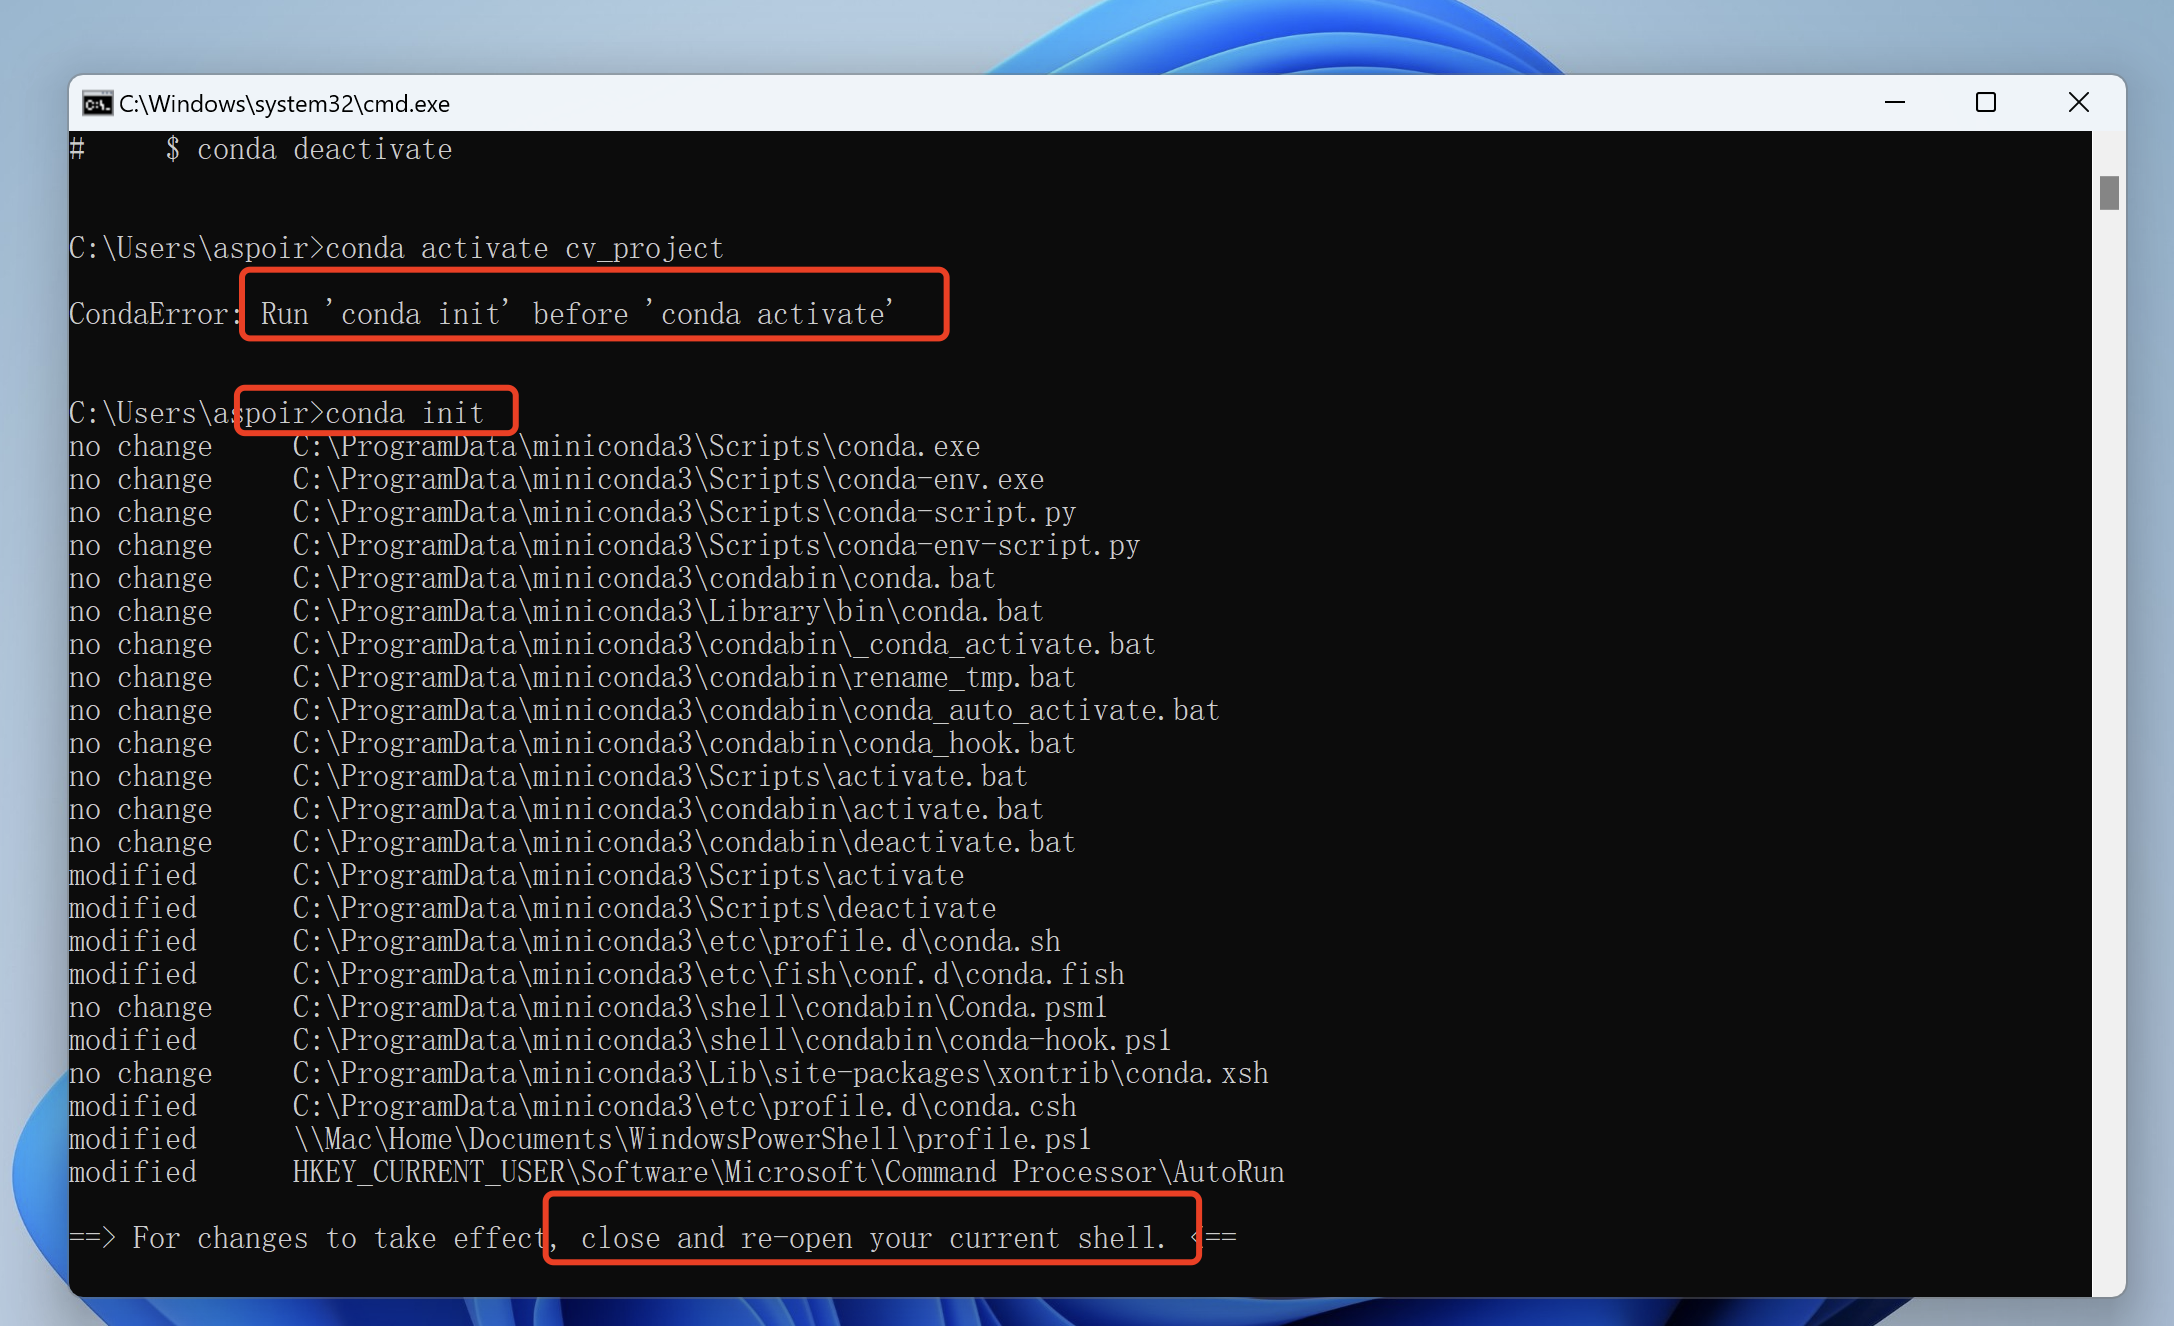 C:\Windows\system32\cmd.exe
#     $ conda deactivate
C:\Users\aspoir>conda activate cv_project
CondaError: Run 'conda init' before 'conda activate'
C:\Users\aspoir>conda init
no change     C:\ProgramData\miniconda3\Scripts\conda.exe
no change     C:\ProgramData\miniconda3\Scripts\conda-env.exe
no change     C:\ProgramData\miniconda3\Scripts\conda-script.py
no change     C:\ProgramData\miniconda3\Scripts\conda-env-script.py
no change     C:\ProgramData\miniconda3\condabin\conda.bat
no change     C:\ProgramData\miniconda3\Library\bin\conda.bat
no change     C:\ProgramData\miniconda3\condabin\_conda_activate.bat
no change     C:\ProgramData\miniconda3\condabin\rename_tmp.bat
no change     C:\ProgramData\miniconda3\condabin\conda_auto_activate.bat
no change     C:\ProgramData\miniconda3\condabin\conda_hook.bat
no change     C:\ProgramData\miniconda3\Scripts\activate.bat
no change     C:\ProgramData\miniconda3\condabin\activate.bat
no change     C:\ProgramData\miniconda3\condabin\deactivate.bat
modified      C:\ProgramData\miniconda3\Scripts\activate
modified      C:\ProgramData\miniconda3\Scripts\deactivate
modified      C:\ProgramData\miniconda3\etc\profile.d\conda.sh
modified      C:\ProgramData\miniconda3\etc\fish\conf.d\conda.fish
no change     C:\ProgramData\miniconda3\shell\condabin\Conda.psm1
modified      C:\ProgramData\miniconda3\shell\condabin\conda-hook.ps1
no change     C:\ProgramData\miniconda3\Lib\site-packages\xontrib\conda.xsh
modified      C:\ProgramData\miniconda3\etc\profile.d\conda.csh
modified      \\Mac\Home\Documents\WindowsPowerShell\profile.ps1
modified      HKEY_CURRENT_USER\Software\Microsoft\Command Processor\AutoRun
==> For changes to take effect, close and re-open your current shell. <==